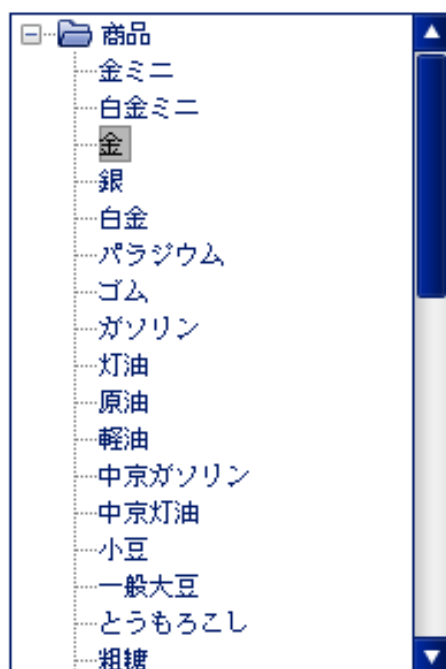 商品
金ミニ
白金ミニ
金
銀
白金
パラジウム
ゴム
ガソリン
灯油
原油
軽油
中京ガソリン
中京灯油
小豆
一般大豆
とうもろこし
粗糖